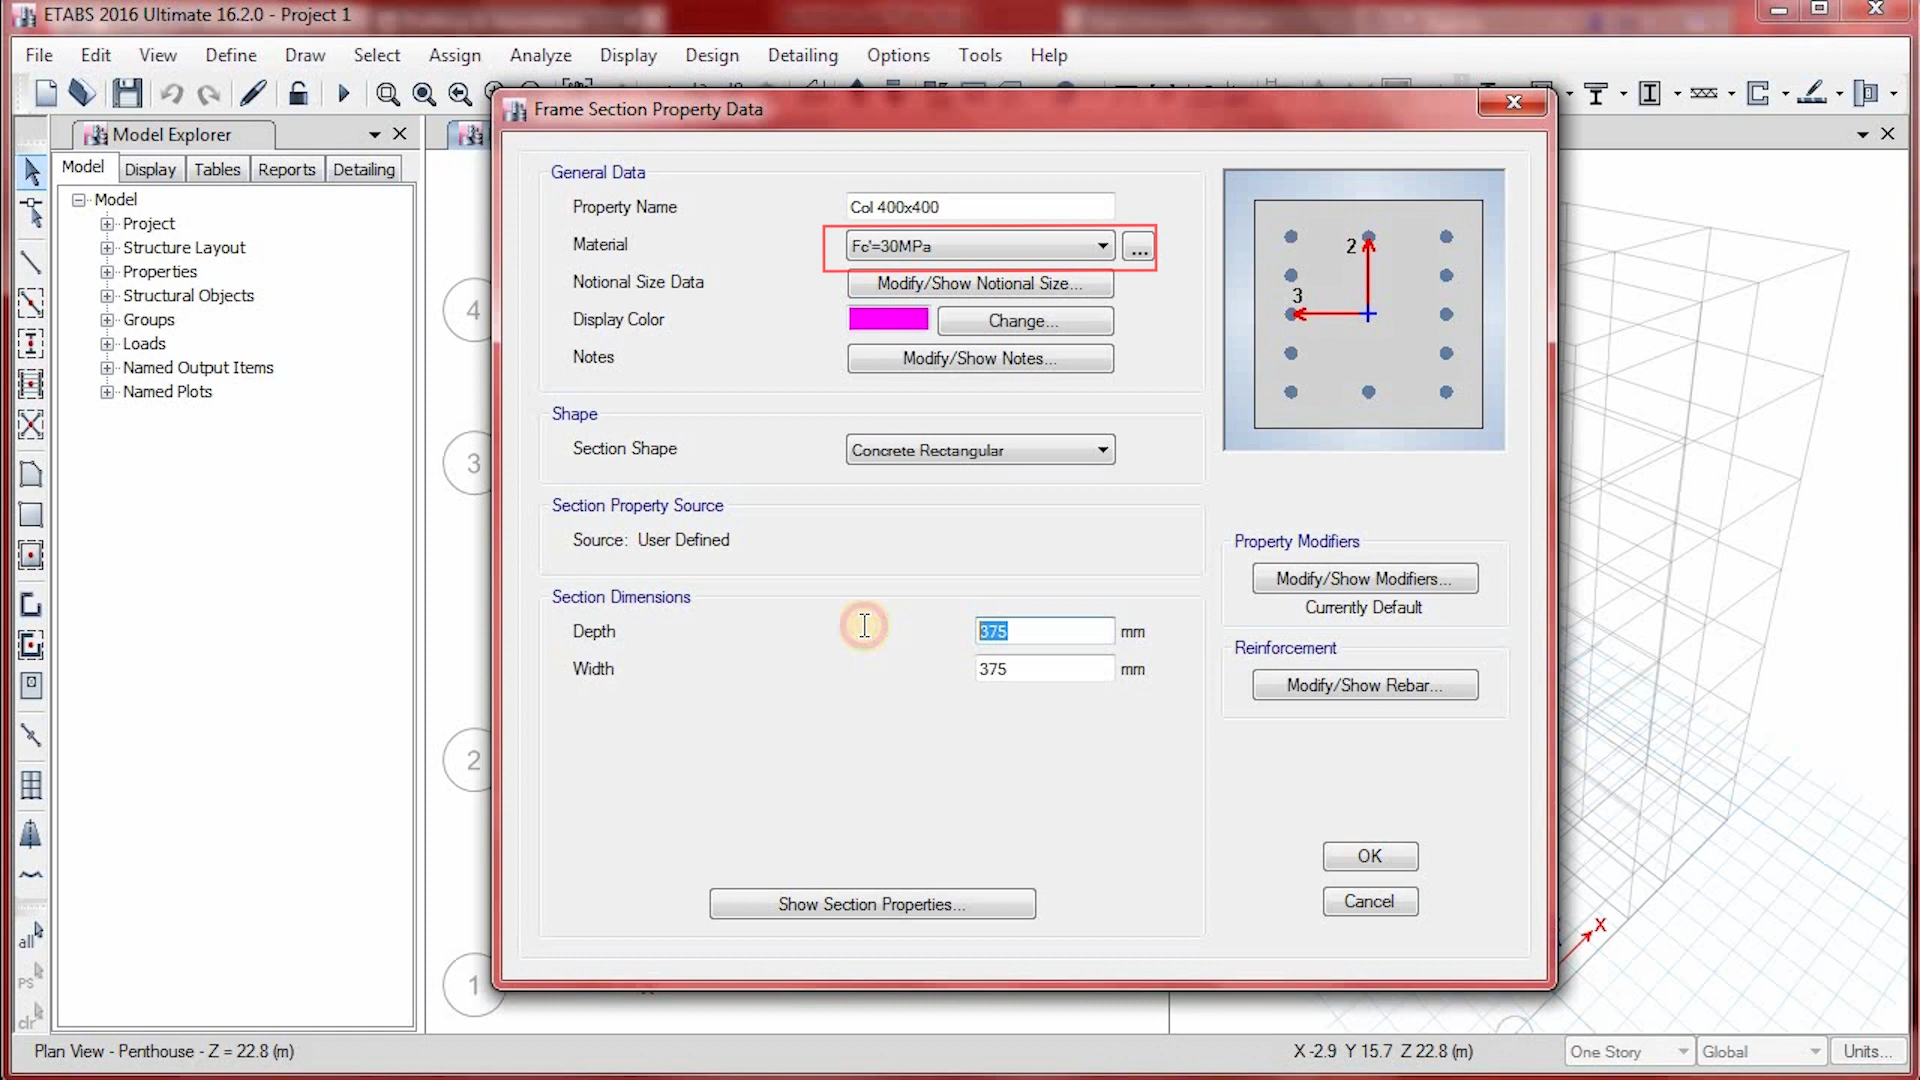 ETABS 2016 Ultimate 16.2.0 - Project 1
File Edit View Define Draw Select Assign Analyze Display Design Detailing Options Tools Help
Model Explorer
Model Display Tables Reports Detailing
Model
Project
Structure Layout
Properties
Structural Objects
Groups
Loads
Named Output Items
Named Plots
all
PS
clr
4
3
2
1
Frame Section Property Data
General Data
Property Name Col 400x400
Material Fc'=30MPa ...
Notional Size Data Modify/Show Notional Size...
Display Color Change...
Notes Modify/Show Notes...
Shape
Section Shape Concrete Rectangular
Section Property Source
Source: User Defined
Section Dimensions
Depth 375 mm
Width 375 mm
Show Section Properties...
2
3
Property Modifiers
Modify/Show Modifiers...
Currently Default
Reinforcement
Modify/Show Rebar...
OK
Cancel
X
Plan View - Penthouse - Z = 22.8 (m)
X -2.9 Y 15.7 Z 22.8 (m)
One Story Global Units...